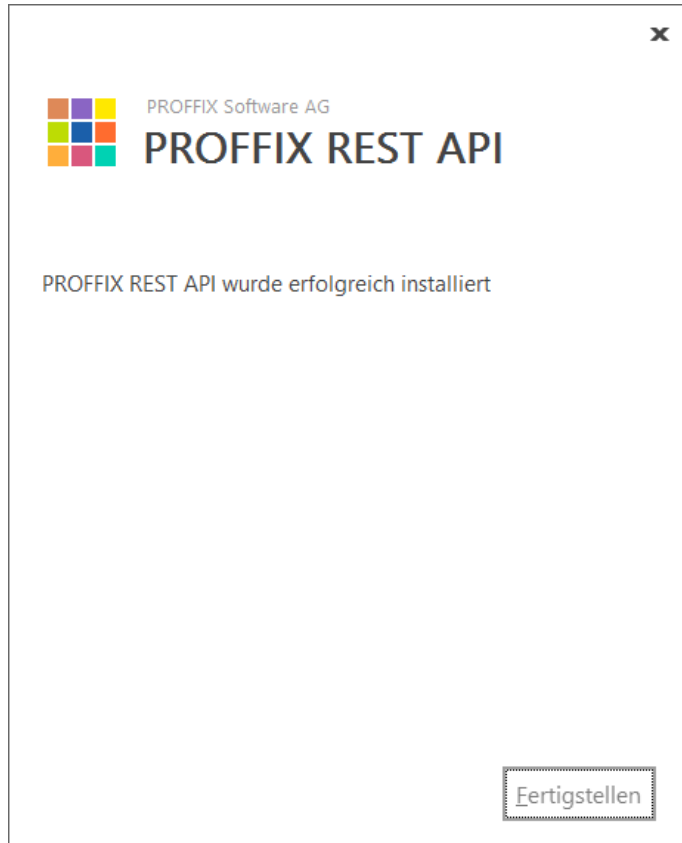 PROFFIX Software AG
PROFFIX REST API
PROFFIX REST API wurde erfolgreich installiert
Fertigstellen